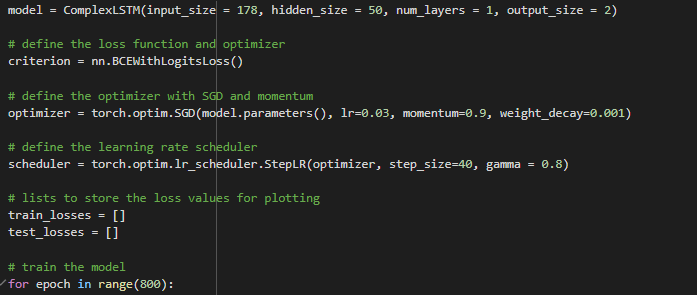 model = ComplexLSTM(input_size = 178, hidden_size = 50, num_layers = 1, output_size = 2)
# define the loss function and optimizer
criterion = nn.BCEWithLogitsLoss()
# define the optimizer with SGD and momentum
optimizer = torch.optim.SGD(model.parameters(), lr=0.03, momentum=0.9, weight_decay=0.001)
# define the learning rate scheduler
scheduler = torch.optim.lr_scheduler.StepLR(optimizer, step_size=40, gamma = 0.8)
# lists to store the loss values for plotting
train_losses = []
test_losses = []
# train the model
for epoch in range(800):